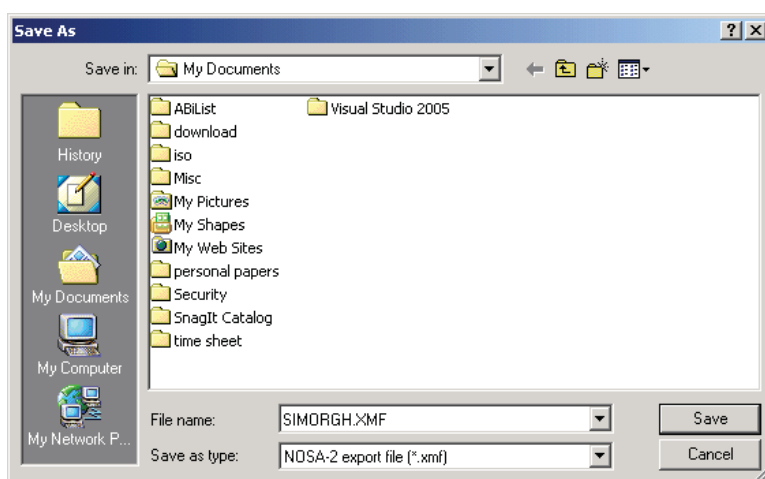 Save As
Save in:
My Documents
History
Desktop
My Documents
My Computer
My Network P...
ABiList
download
iso
Misc
My Pictures
My Shapes
My Web Sites
personal papers
Security
SnagIt Catalog
time sheet
Visual Studio 2005
File name:
SIMORGH.XMF
Save
Save as type:
NOSA-2 export file (*.xmf)
Cancel